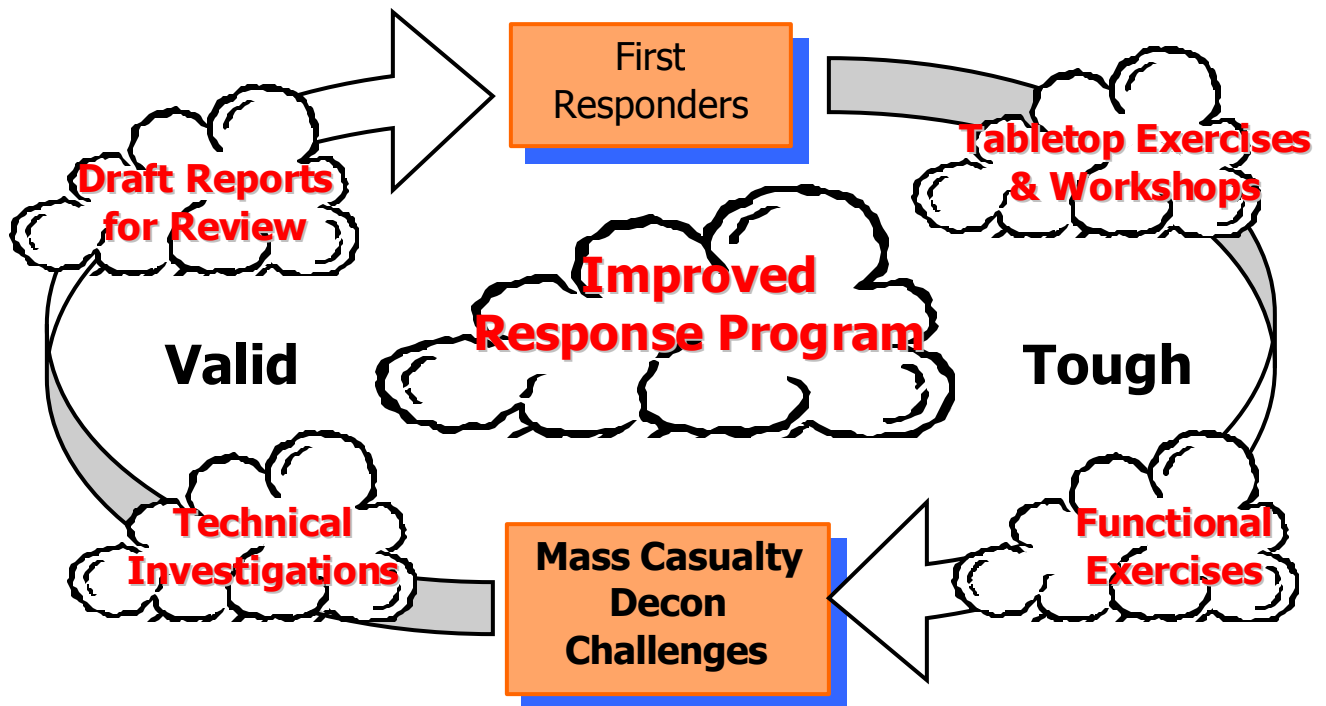 First
Responders
Tabletop Exercises
& Workshops
Draft Reports
for Review
Improved
Response Program
Valid
Tough
Technical
Investigations
Mass Casualty
Decon
Challenges
Functional
Exercises